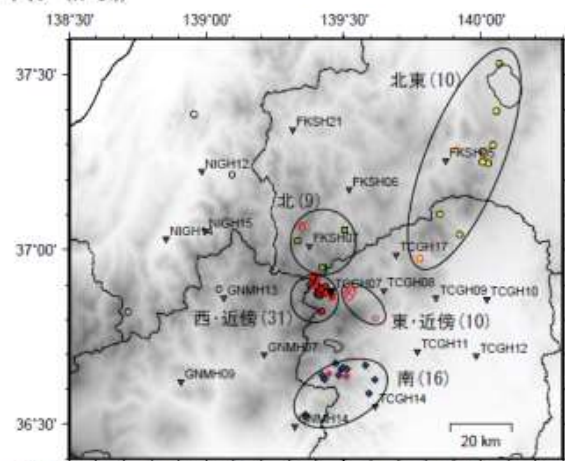 138°30' 139°00' 139°30' 140°00'
37°30'
北東(10)
FKSH21
NIGH12
FKSH05
FKSH06
北(9)
NIGH15
NIGH1
FKSH07
37°00'
TCGH17
TCGH07
TCGH08
GNMH13
TCGH09
TCGH10
西・近傍(31)
東・近傍(10)
GNMH07
TCGH11
TCGH12
GNMH09
南(16)
TCGH14
GNMH14
36°30'
20 km